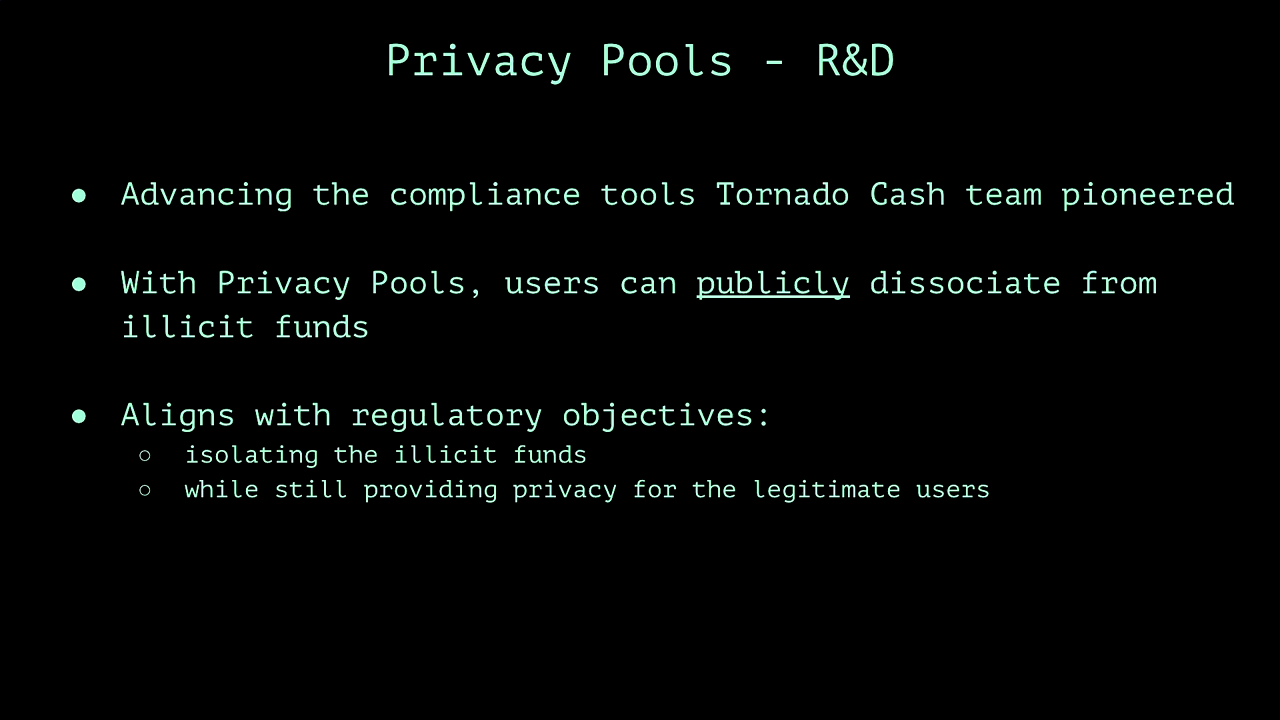 Privacy Pools - R&D
● Advancing the compliance tools Tornado Cash team pioneered
● With Privacy Pools, users can publicly dissociate from
illicit funds
● Aligns with regulatory objectives:
○ isolating the illicit funds
○ while still providing privacy for the legitimate users